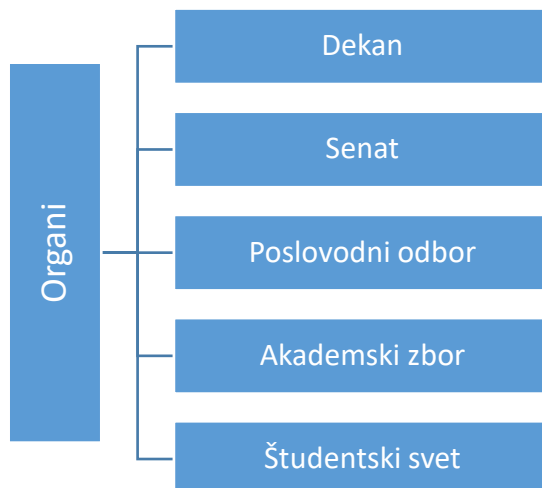 Organi
Dekan
Senat
Poslovodni odbor
Akademski zbor
Študentski svet